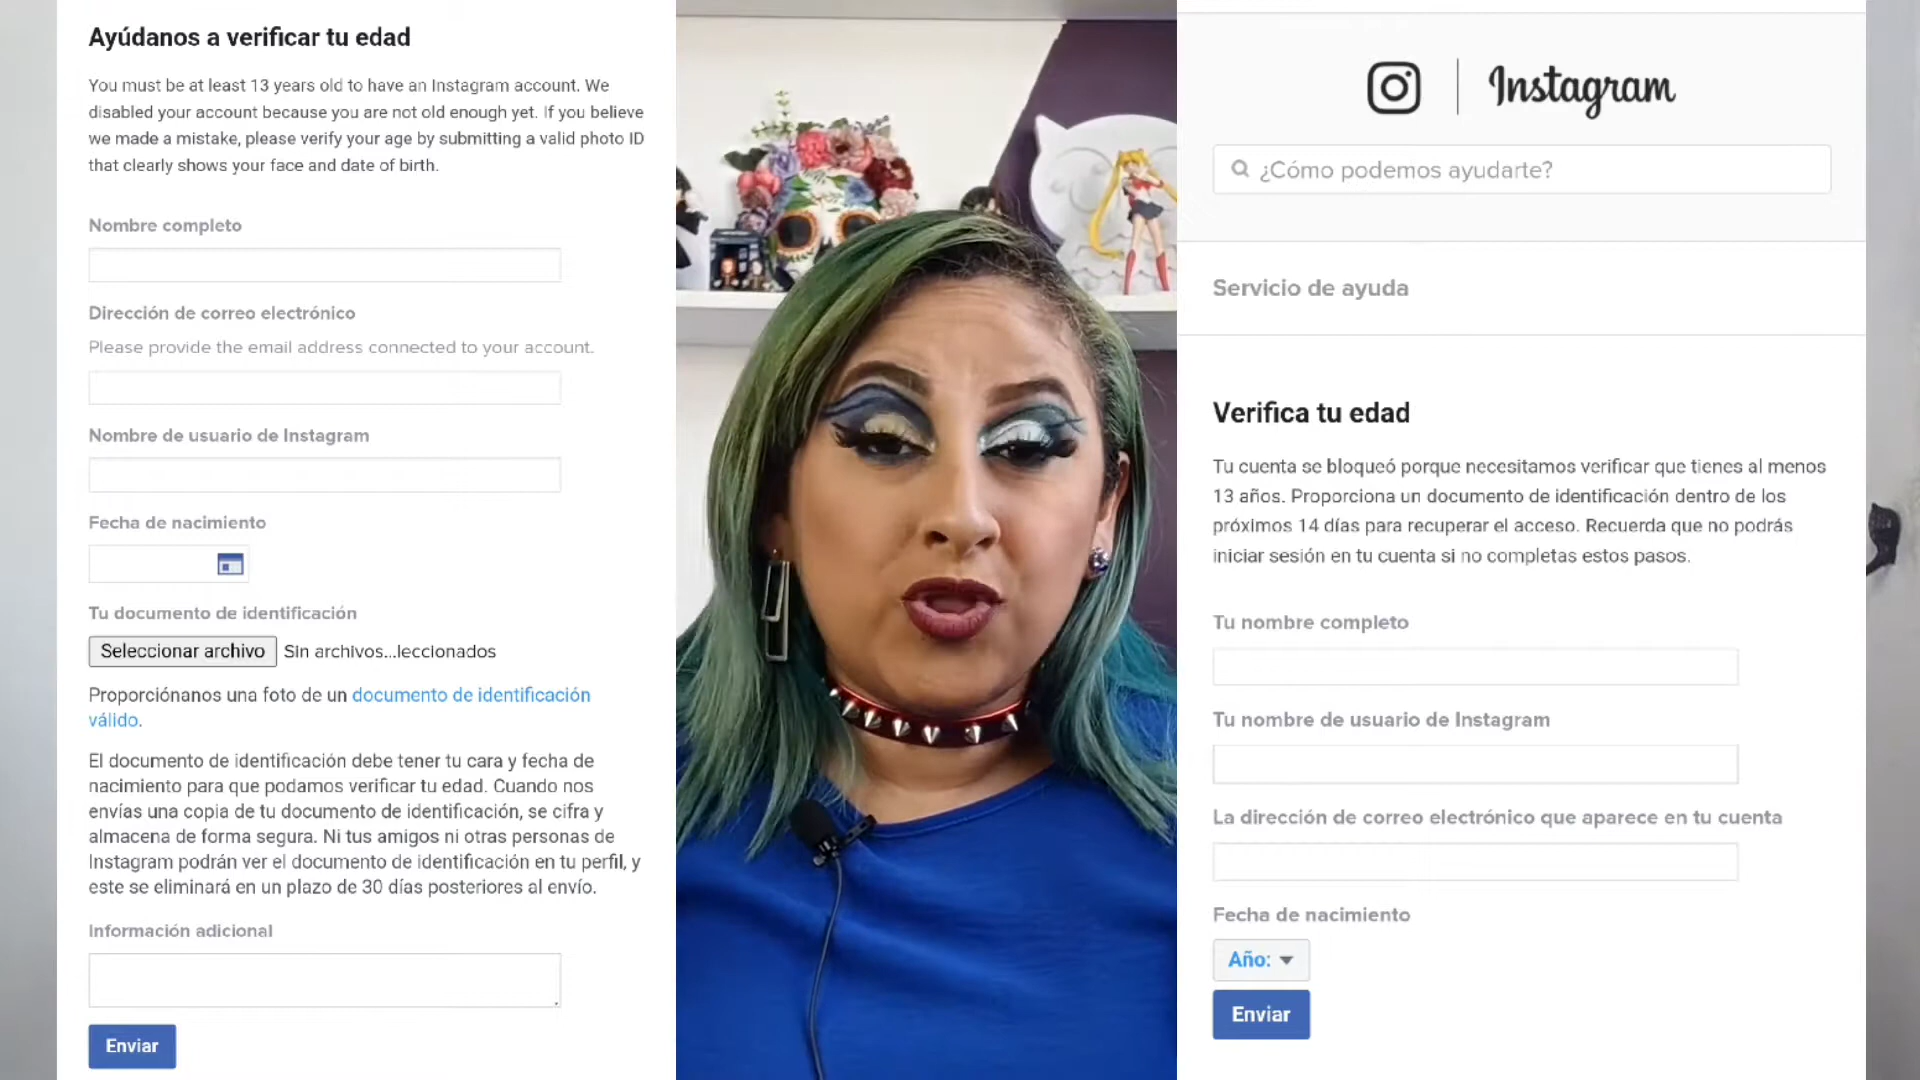 Ayúdanos a verificar tu edad
You must be at least 13 years old to have an Instagram account. We
disabled your account because you are not old enough yet. If you believe
we made a mistake, please verify your age by submitting a valid photo ID
that clearly shows your face and date of birth.
Nombre completo
Dirección de correo electrónico
Please provide the email address connected to your account.
Nombre de usuario de Instagram
Fecha de nacimiento
Tu documento de identificación
Seleccionar archivo Sin archivos...leccionados
Proporciónanos una foto de un documento de identificación
válido.
El documento de identificación debe tener tu cara y fecha de
nacimiento para que podamos verificar tu edad. Cuando nos
envías una copia de tu documento de identificación, se cifra y
almacena de forma segura. Ni tus amigos ni otras personas de
Instagram podrán ver el documento de identificación en tu perfil, y
este se eliminará en un plazo de 30 días posteriores al envío.
Información adicional
Enviar
Instagram
¿Cómo podemos ayudarte?
Servicio de ayuda
Verifica tu edad
Tu cuenta se bloqueó porque necesitamos verificar que tienes al menos
13 años. Proporciona un documento de identificación dentro de los
próximos 14 días para recuperar el acceso. Recuerda que no podrás
iniciar sesión en tu cuenta si no completas estos pasos.
Tu nombre completo
Tu nombre de usuario de Instagram
La dirección de correo electrónico que aparece en tu cuenta
Fecha de nacimiento
Año:
Enviar